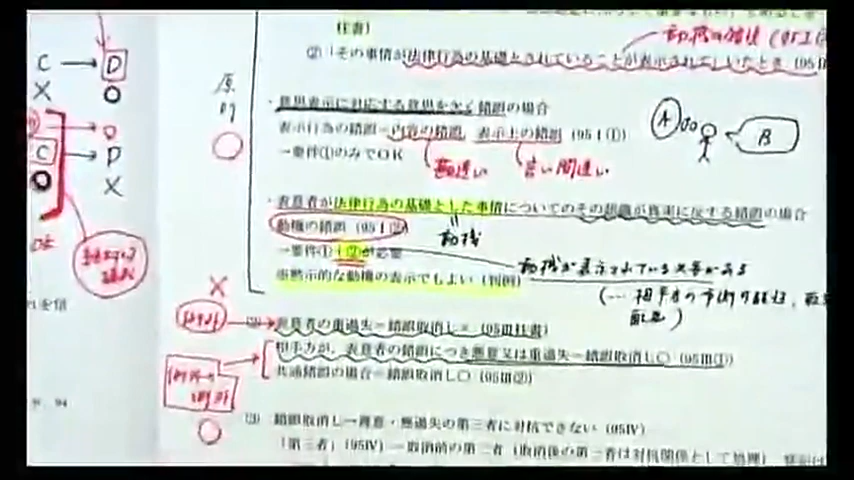 柱書)
動機の錯誤(95 I ②)
②「その事情が法律行為の基礎とされていることが表示されていたとき」(95 II)
C → D
X O
原則
・意思表示に対応する意思を欠く錯誤の場合
表示行為の錯誤−内容の錯誤、表示上の錯誤(95 I ①)
→要件①のみでOK
勘違い 言い間違い
A B
C → D
O X
・表意者が法律行為の基礎とした事情についてのその認識が真実に反する錯誤の場合
動機の錯誤(95 I ②)
動機
→要件①+②が必要
動機が表示されている必要がある
※黙示的な動機の表示でもよい(判例)
(… 相手方の予測可能性、
配慮)
X
例外
(2) 表意者の重過失−錯誤取消し×(95III柱書)
相手方が、表意者の錯誤につき悪意又は重過失−錯誤取消し○(95III①)
共通錯誤の場合−錯誤取消し○(95III②)
例外の例外
(3) 錯誤取消し→善意・無過失の第三者に対抗できない(95IV)
「第三者」(95IV)→取消前の第三者(取消後の第三者は対抗関係として処理)
94